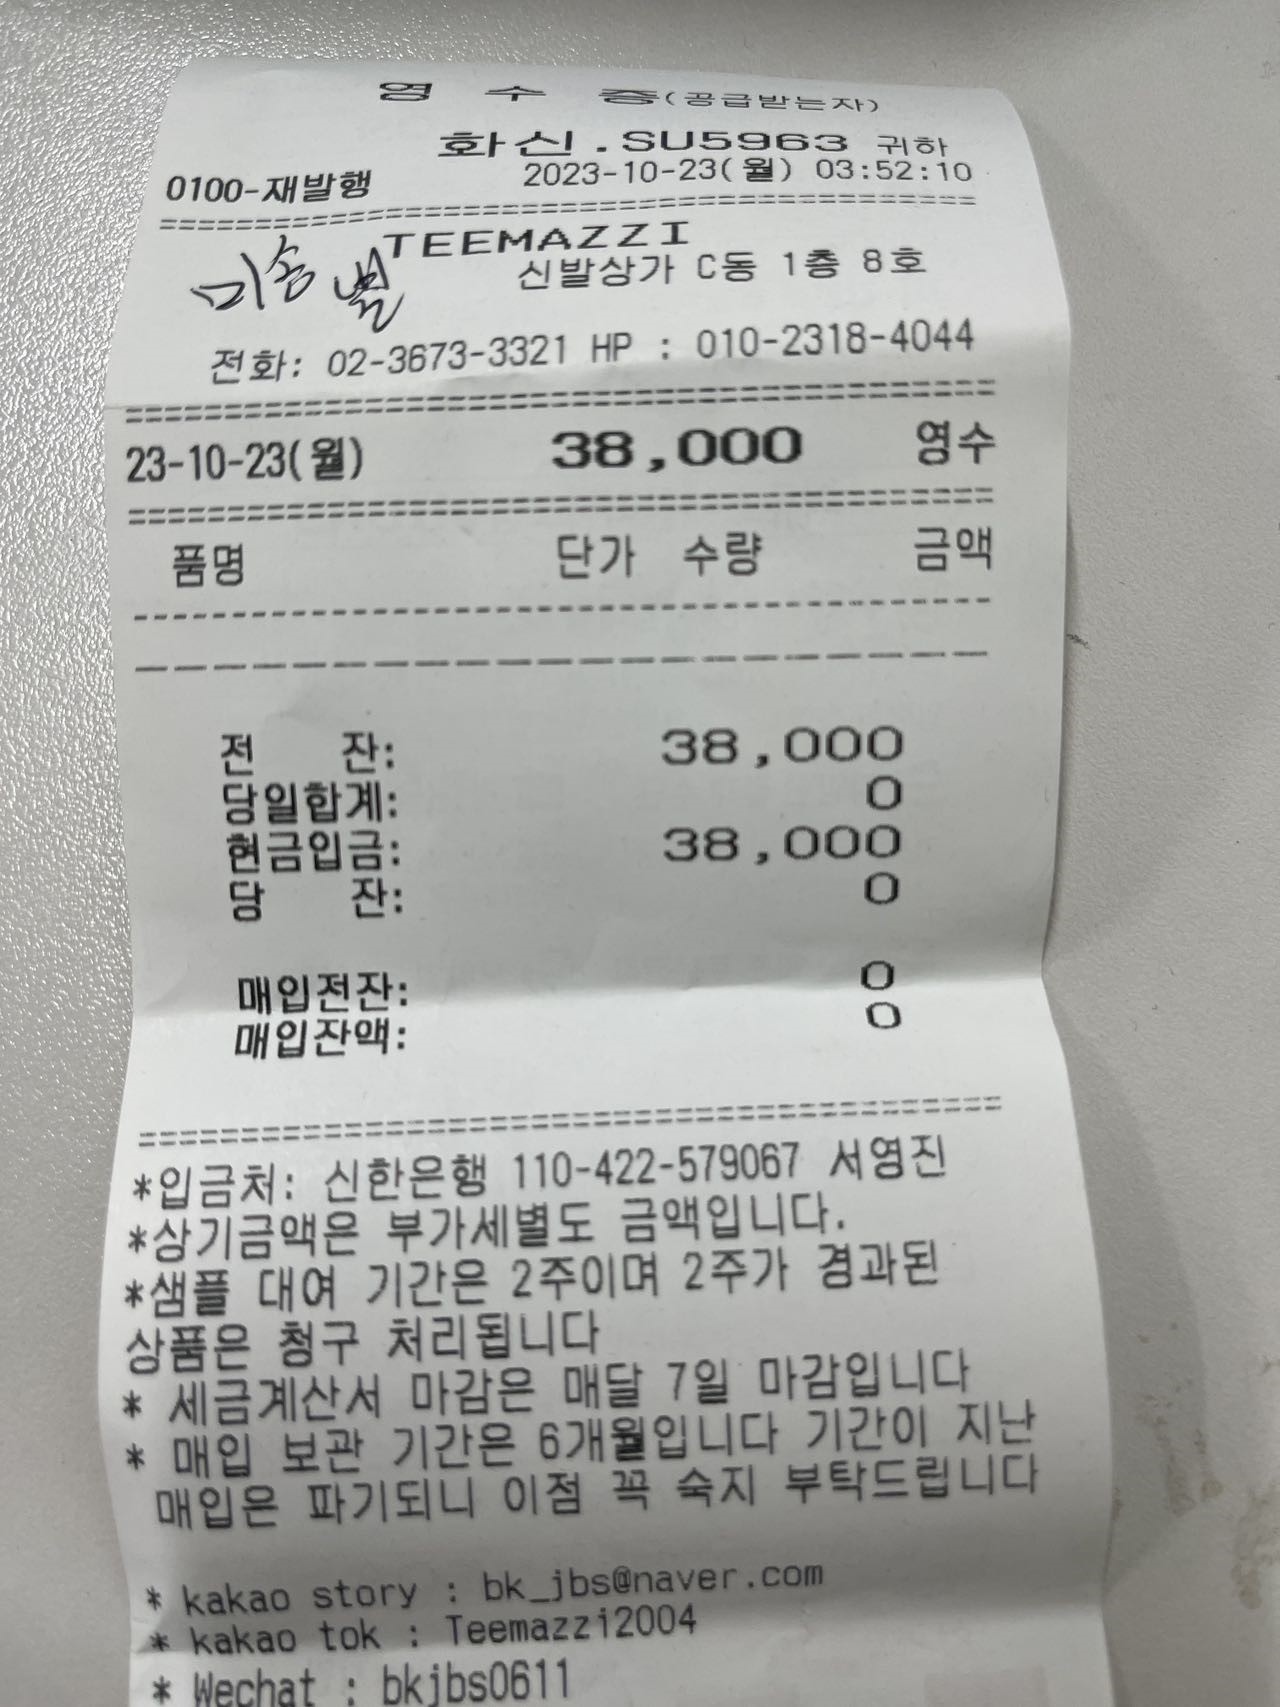 영 수 증(공급받는자)
화신.SU5963 귀하
0100-재발행 2023-10-23(월) 03:52:10
========================================
TEEMAZZI
미송
신발상가 C동 1층 8호
전화: 02-3673-3321 HP : 010-2318-4044
========================================
23-10-23(월) 38,000 영수
========================================
품명 단가 수량 금액
----------------------------------------
전 잔: 38,000
당일합계: 0
현금입금: 38,000
당 잔: 0
매입전잔: 0
매입잔액: 0
========================================
*입금처: 신한은행 110-422-579067 서영진
*상기금액은 부가세별도 금액입니다.
*샘플 대여 기간은 2주이며 2주가 경과된
상품은 청구 처리됩니다
* 세금계산서 마감은 매달 7일 마감입니다
* 매입 보관 기간은 6개월입니다 기간이 지난
매입은 파기되니 이점 꼭 숙지 부탁드립니다
* kakao story : bk_jbs@naver.com
* kakao tok : Teemazzi2004
* Wechat : bkjbs0611